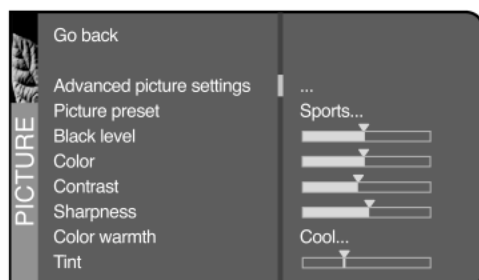 Go back
Advanced picture settings ...
Picture preset Sports...
Black level
Color
Contrast
Sharpness
Color warmth Cool...
Tint
PICTURE